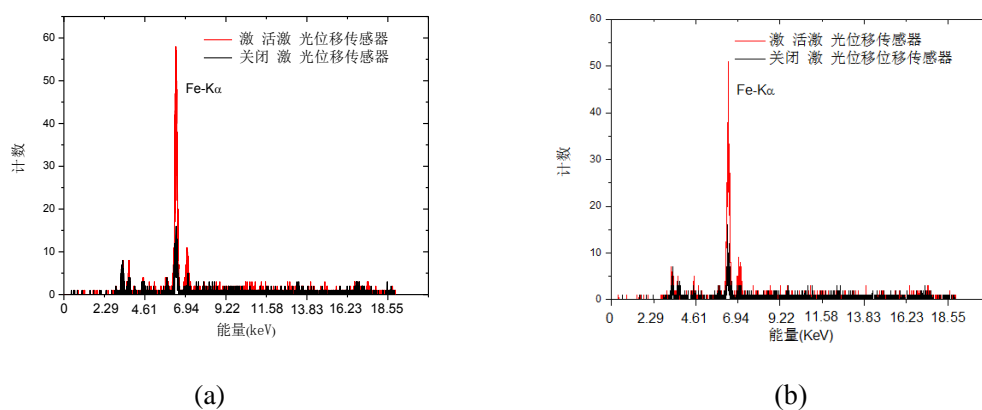 激 活激 光位移传感器
关闭 激 光位移传感器
Fe-Kα
计数
60
50
40
30
20
10
0
0 2.29 4.61 6.94 9.22 11.58 13.83 16.23 18.55
能量(keV)
(a)
激 活激 光位移传感器
关闭 激 光位移位移传感器
Fe-Kα
计数
60
50
40
30
20
10
0
0 2.29 4.61 6.94 9.22 11.58 13.83 16.23 18.55
能量(KeV)
(b)